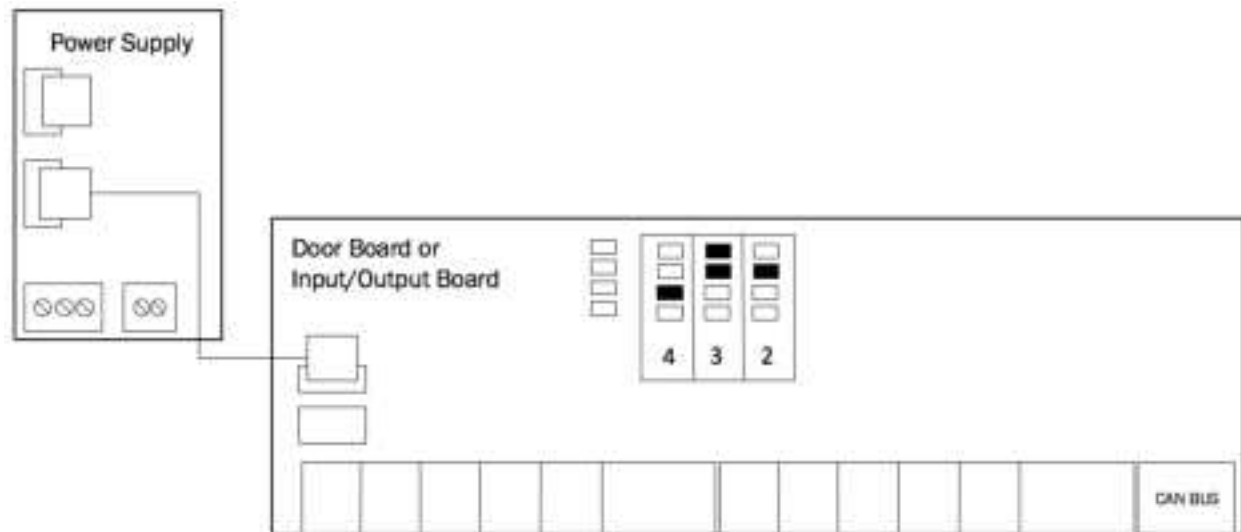 Power Supply
Door Board or
Input/Output Board
4 3 2
CAN BUS